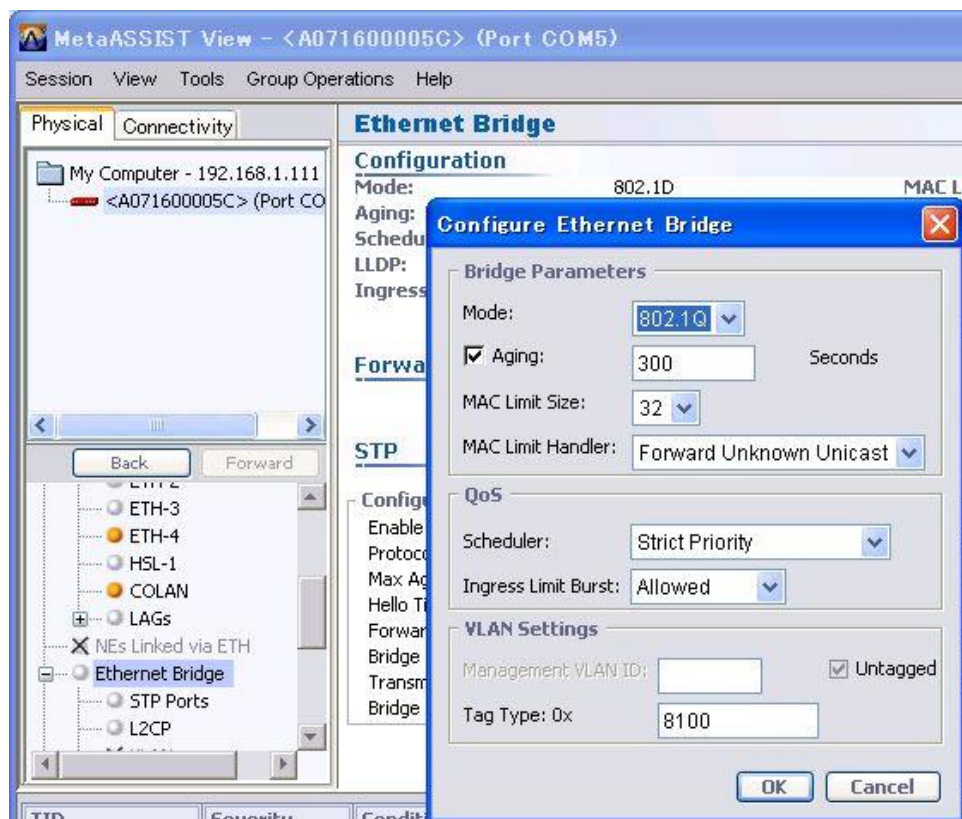 MetaASSIST View - <A071600005C> (Port COM5)
Session View Tools Group Operations Help
Physical Connectivity
My Computer - 192.168.1.111
<A071600005C> (Port CO
Back Forward
ETH-2
ETH-3
ETH-4
HSL-1
COLAN
LAGs
NEs Linked via ETH
Ethernet Bridge
STP Ports
L2CP
Ethernet Bridge
Configuration
Mode: 802.1D MAC L
Aging:
Schedu
LLDP:
Ingress
Forwa
STP
Configu
Enable
Protoco
Max Ag
Hello Ti
Forwar
Bridge
Transm
Bridge
Configure Ethernet Bridge
Bridge Parameters
Mode: 802.1Q
Aging: 300 Seconds
MAC Limit Size: 32
MAC Limit Handler: Forward Unknown Unicast
QoS
Scheduler: Strict Priority
Ingress Limit Burst: Allowed
VLAN Settings
Management VLAN ID: Untagged
Tag Type: 0x 8100
OK Cancel
TID Severity Conditi